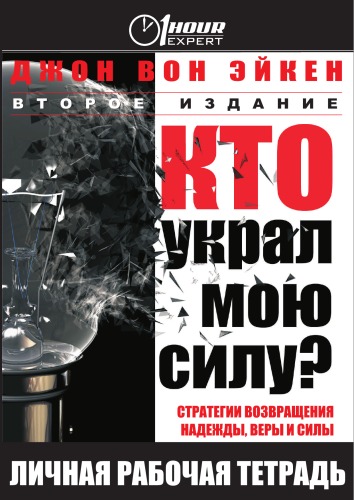 1HOUR
EXPERT
ДЖОН ВОН ЭЙКЕН
ВТОРОЕ ИЗДАНИЕ
КТО
украл
мою
силу?
СТРАТЕГИИ ВОЗВРАЩЕНИЯ
НАДЕЖДЫ, ВЕРЫ И СИЛЫ
ЛИЧНАЯ РАБОЧАЯ ТЕТРАДЬ